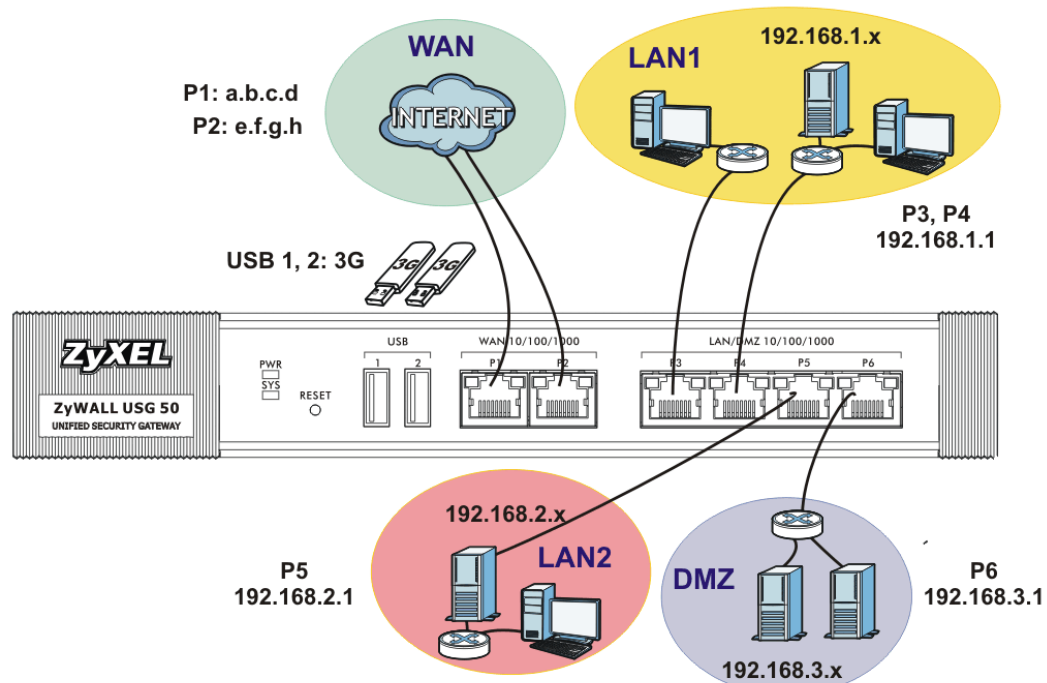 WAN
INTERNET
P1: a.b.c.d
P2: e.f.g.h
LAN1
192.168.1.x
P3, P4
192.168.1.1
USB 1, 2: 3G
3G
3G
ZyXEL
ZyWALL USG 50
UNIFIED SECURITY GATEWAY
PWR
SYS
RESET
USB
1
2
WAN 10/100/1000
P1
P2
LAN/DMZ 10/100/1000
P3
P4
P5
P6
192.168.2.x
LAN2
P5
192.168.2.1
DMZ
192.168.3.x
P6
192.168.3.1